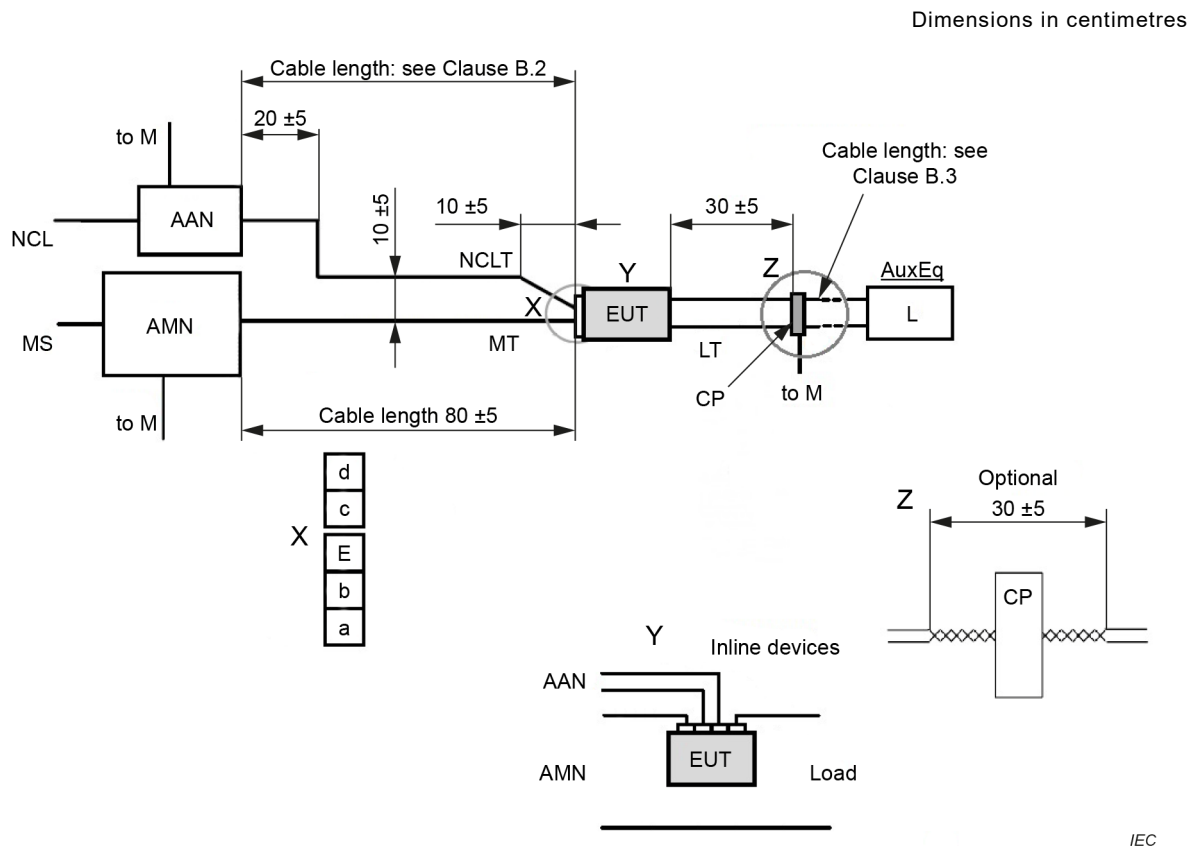 Dimensions in centimetres
Cable length: see Clause B.2
20 ±5
to M
Cable length: see
Clause B.3
AAN
10 ±5
10 ±5
30 ±5
NCL
NCLT
Y
Z
AuxEq
X
EUT
L
AMN
MS
MT
LT
CP
to M
to M
Cable length 80 ±5
d
c
X
E
b
a
Optional
Z
30 ±5
CP
Y
Inline devices
AAN
EUT
AMN
Load
IEC